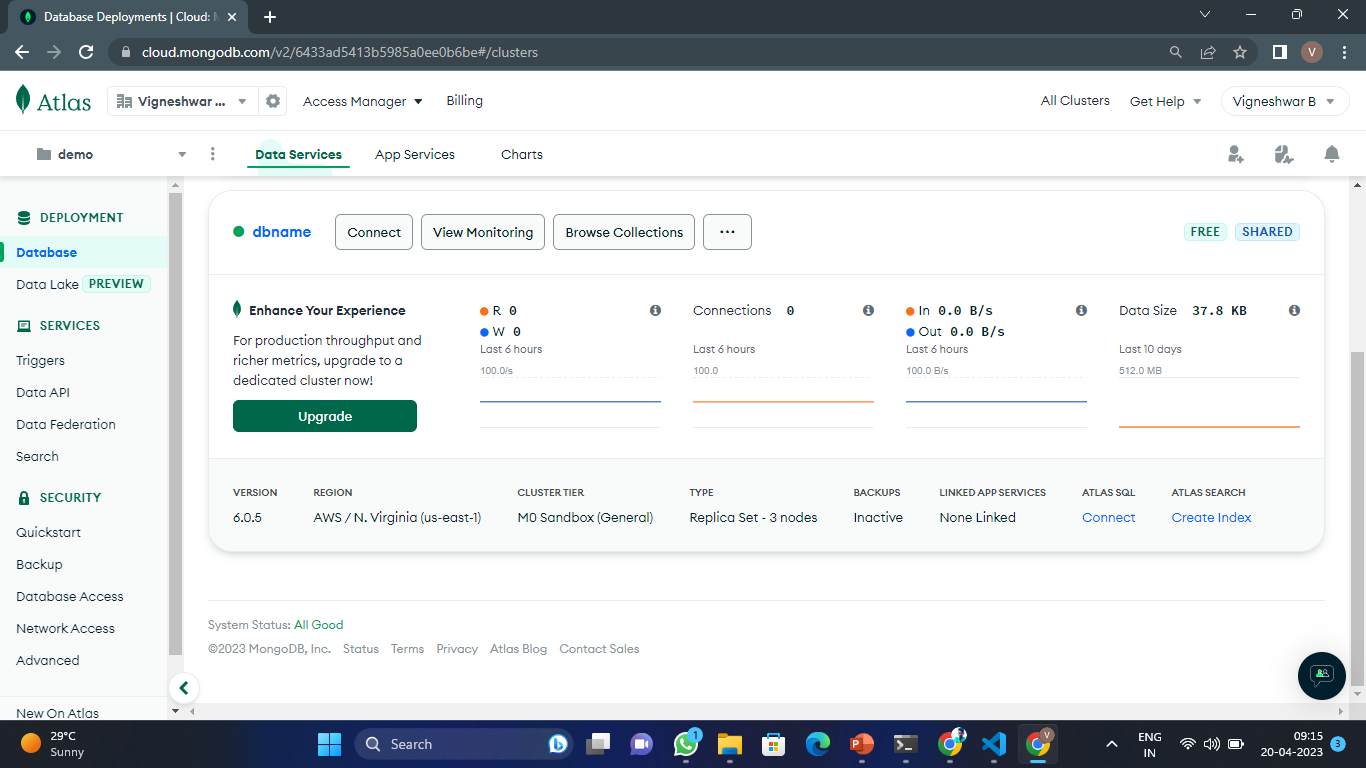 Database Deployments | Cloud: M
cloud.mongodb.com/v2/6433ad5413b5985a0ee0b6be#/clusters
V
Atlas
Vigneshwar ...
Access Manager
Billing
All Clusters
Get Help
Vigneshwar B
demo
Data Services
App Services
Charts
DEPLOYMENT
Database
Data Lake PREVIEW
SERVICES
Triggers
Data API
Data Federation
Search
SECURITY
Quickstart
Backup
Database Access
Network Access
Advanced
New On Atlas
dbname
Connect
View Monitoring
Browse Collections
...
FREE
SHARED
Enhance Your Experience
For production throughput and
richer metrics, upgrade to a
dedicated cluster now!
Upgrade
R 0
W 0
Last 6 hours
100.0/s
Connections 0
Last 6 hours
100.0
In 0.0 B/s
Out 0.0 B/s
Last 6 hours
100.0 B/s
Data Size 37.8 KB
Last 10 days
512.0 MB
VERSION
6.0.5
REGION
AWS / N. Virginia (us-east-1)
CLUSTER TIER
M0 Sandbox (General)
TYPE
Replica Set - 3 nodes
BACKUPS
Inactive
LINKED APP SERVICES
None Linked
ATLAS SQL
Connect
ATLAS SEARCH
Create Index
System Status: All Good
©2023 MongoDB, Inc. Status Terms Privacy Atlas Blog Contact Sales
29°C
Sunny
Search
1
V
ENG
IN
09:15
20-04-2023
3